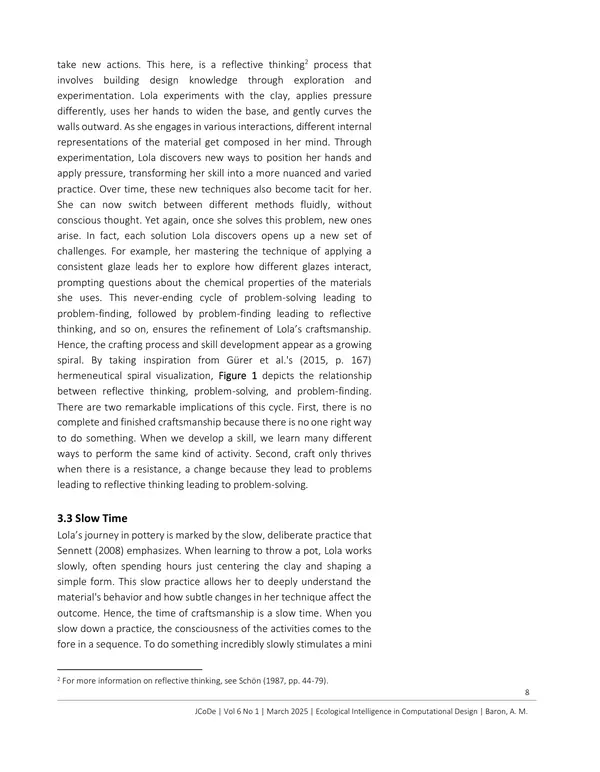 take new actions. This here, is a reflective thinking² process that
involves building design knowledge through exploration and
experimentation. Lola experiments with the clay, applies pressure
differently, uses her hands to widen the base, and gently curves the
walls outward. As she engages in various interactions, different internal
representations of the material get composed in her mind. Through
experimentation, Lola discovers new ways to position her hands and
apply pressure, transforming her skill into a more nuanced and varied
practice. Over time, these new techniques also become tacit for her.
She can now switch between different methods fluidly, without
conscious thought. Yet again, once she solves this problem, new ones
arise. In fact, each solution Lola discovers opens up a new set of
challenges. For example, her mastering the technique of applying a
consistent glaze leads her to explore how different glazes interact,
prompting questions about the chemical properties of the materials
she uses. This never-ending cycle of problem-solving leading to
problem-finding, followed by problem-finding leading to reflective
thinking, and so on, ensures the refinement of Lola's craftsmanship.
Hence, the crafting process and skill development appear as a growing
spiral. By taking inspiration from Gürer et al.'s (2015, p. 167)
hermeneutical spiral visualization, Figure 1 depicts the relationship
between reflective thinking, problem-solving, and problem-finding.
There are two remarkable implications of this cycle. First, there is no
complete and finished craftsmanship because there is no one right way
to do something. When we develop a skill, we learn many different
ways to perform the same kind of activity. Second, craft only thrives
when there is a resistance, a change because they lead to problems
leading to reflective thinking leading to problem-solving.
3.3 Slow Time
Lola's journey in pottery is marked by the slow, deliberate practice that
Sennett (2008) emphasizes. When learning to throw a pot, Lola works
slowly, often spending hours just centering the clay and shaping a
simple form. This slow practice allows her to deeply understand the
material's behavior and how subtle changes in her technique affect the
outcome. Hence, the time of craftsmanship is a slow time. When you
slow down a practice, the consciousness of the activities comes to the
fore in a sequence. To do something incredibly slowly stimulates a mini
² For more information on reflective thinking, see Schön (1987, pp. 44-79).
8
JCoDe | Vol 6 No 1 | March 2025 | Ecological Intelligence in Computational Design | Baron, A. M.